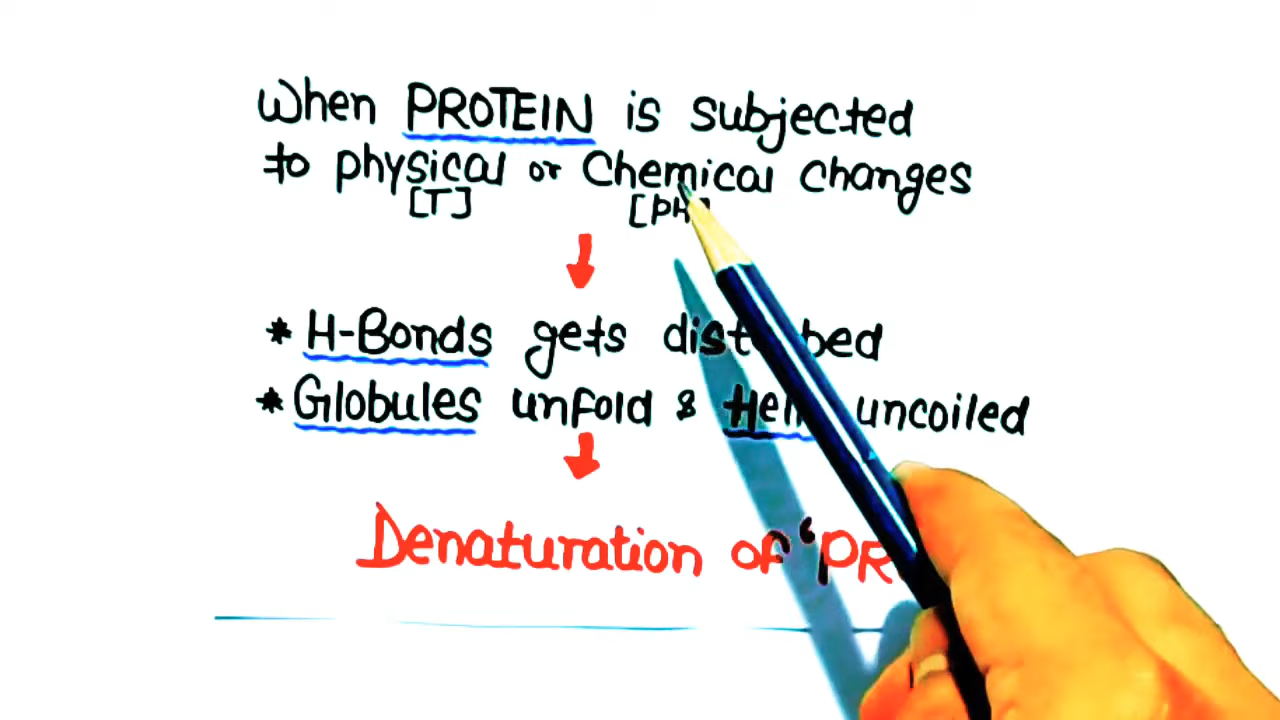 When PROTEIN is subjected
to physical or Chemical changes
[T]
* H-Bonds gets
* Globules unfold & uncoiled
Denaturation of